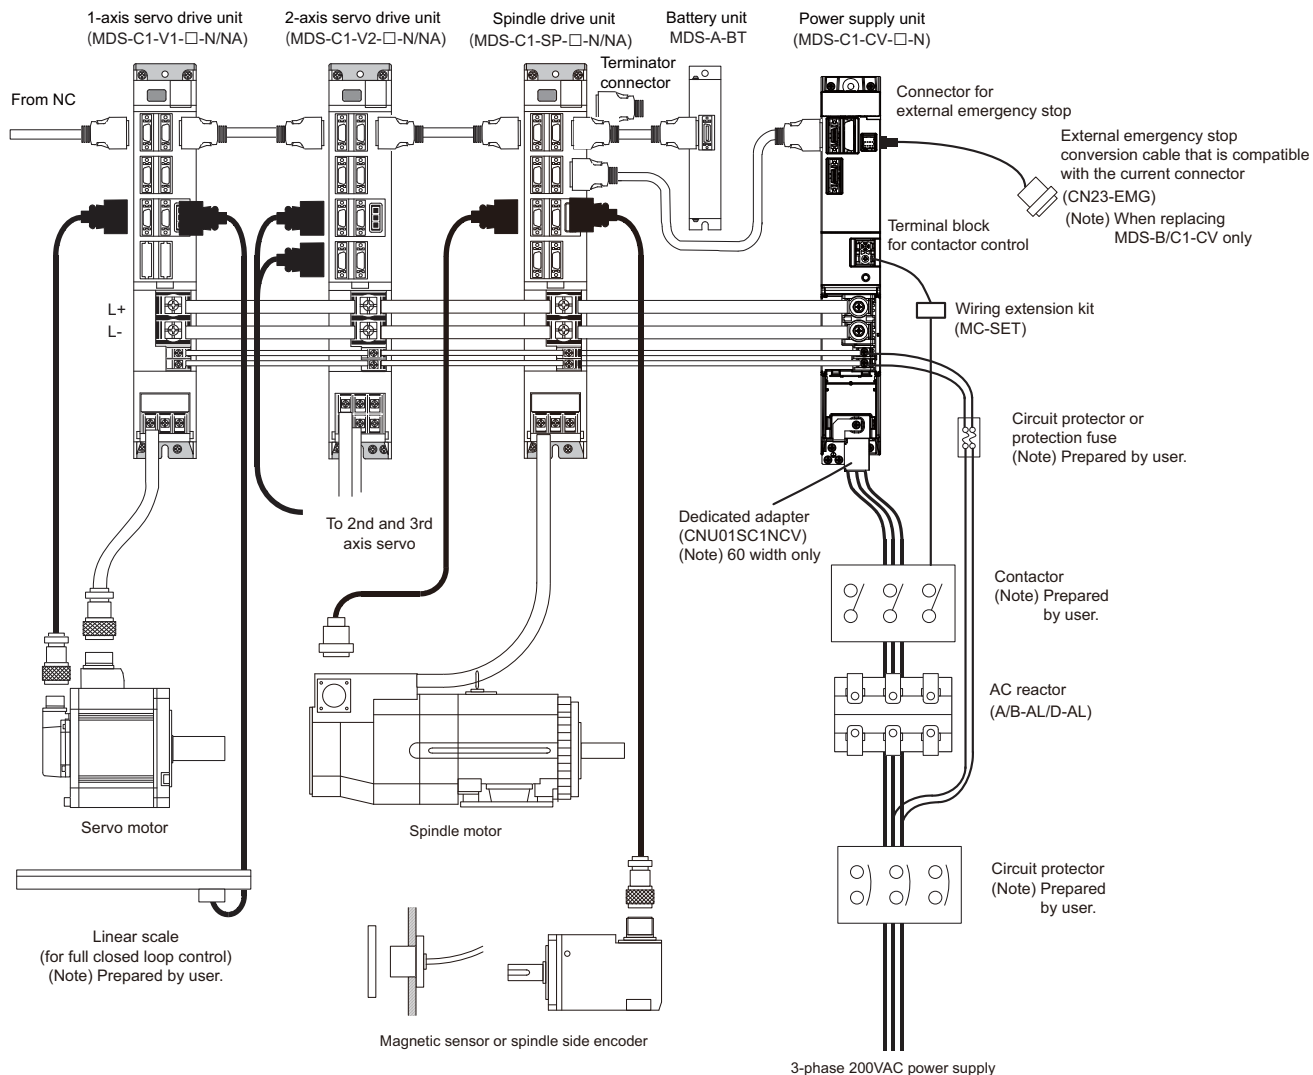 1-axis servo drive unit
(MDS-C1-V1-□-N/NA)
2-axis servo drive unit
(MDS-C1-V2-□-N/NA)
Spindle drive unit
(MDS-C1-SP-□-N/NA)
Battery unit
MDS-A-BT
Power supply unit
(MDS-C1-CV-□-N)
Terminator
connector
From NC
Connector for
external emergency stop
External emergency stop
conversion cable that is compatible
with the current connector
(CN23-EMG)
(Note) When replacing
MDS-B/C1-CV only
Terminal block
for contactor control
L+
L-
Wiring extension kit
(MC-SET)
Circuit protector or
protection fuse
(Note) Prepared by user.
To 2nd and 3rd
axis servo
Dedicated adapter
(CNU01SC1NCV)
(Note) 60 width only
Contactor
(Note) Prepared
by user.
AC reactor
(A/B-AL/D-AL)
Servo motor
Spindle motor
Circuit protector
(Note) Prepared
by user.
Linear scale
(for full closed loop control)
(Note) Prepared by user.
Magnetic sensor or spindle side encoder
3-phase 200VAC power supply